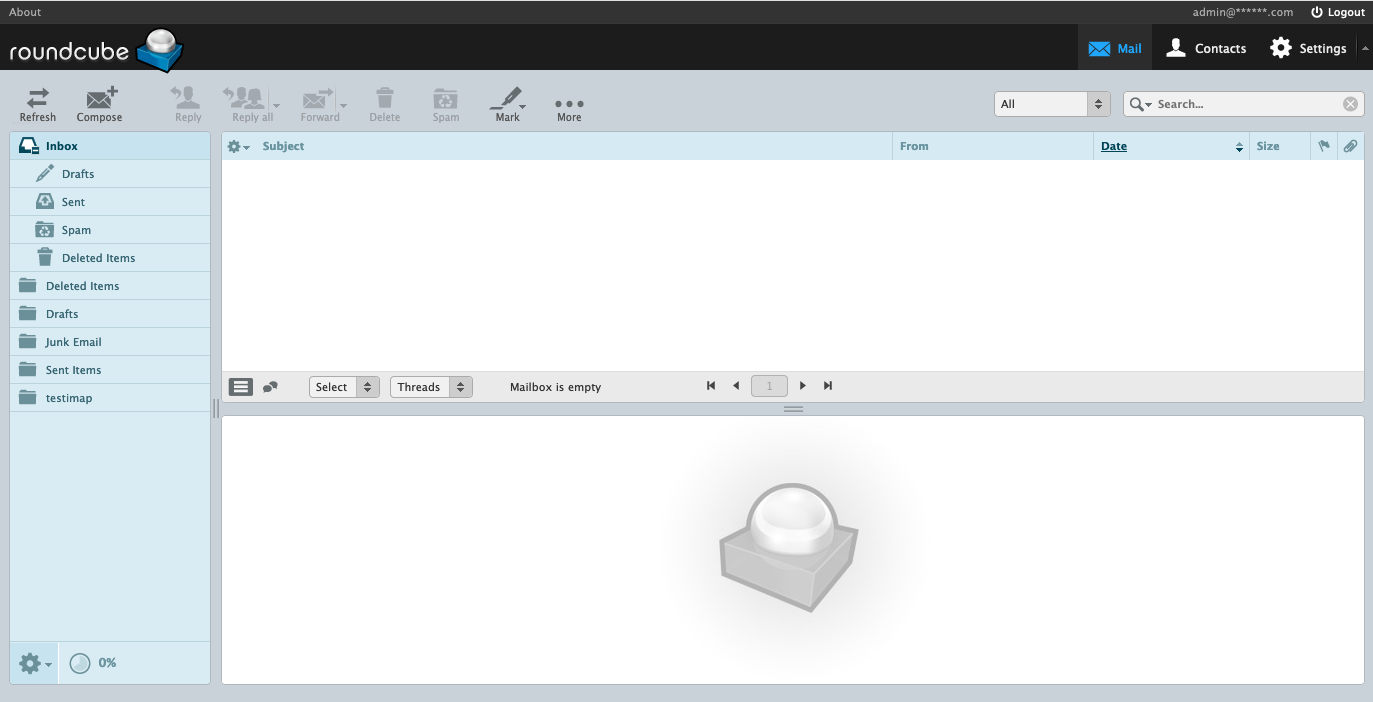 About
admin@******.com Logout
roundcube
Mail Contacts Settings
Refresh Compose Reply Reply all Forward Delete Spam Mark More
All Search...
Inbox
Drafts
Sent
Spam
Deleted Items
Deleted Items
Drafts
Junk Email
Sent Items
testimap
0%
Subject From Date Size
Select Threads Mailbox is empty 1